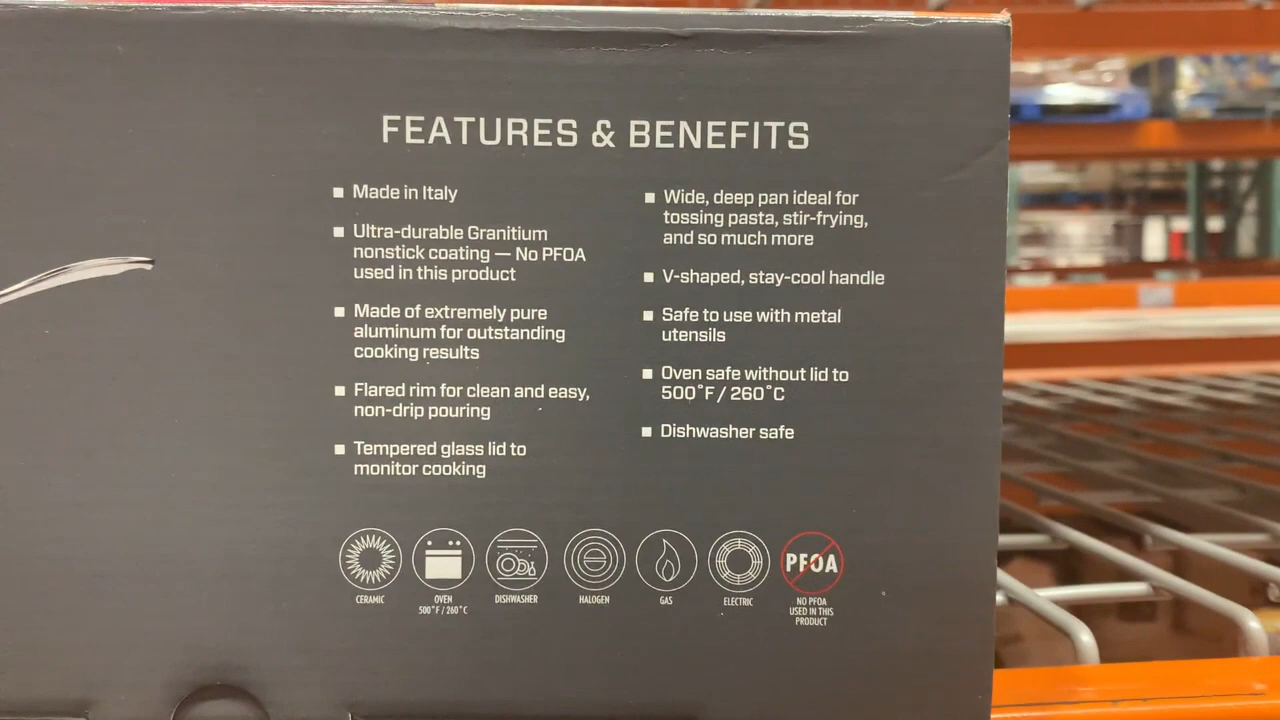 FEATURES & BENEFITS
Made in Italy
Ultra-durable Granitium
nonstick coating — No PFOA
used in this product
Made of extremely pure
aluminum for outstanding
cooking results
Flared rim for clean and easy,
non-drip pouring
Tempered glass lid to
monitor cooking
Wide, deep pan ideal for
tossing pasta, stir-frying,
and so much more
V-shaped, stay-cool handle
Safe to use with metal
utensils
Oven safe without lid to
500°F / 260°C
Dishwasher safe
CERAMIC
OVEN
500°F / 260°C
DISHWASHER
HALOGEN
GAS
ELECTRIC
PFOA
NO PFOA
USED IN THIS
PRODUCT